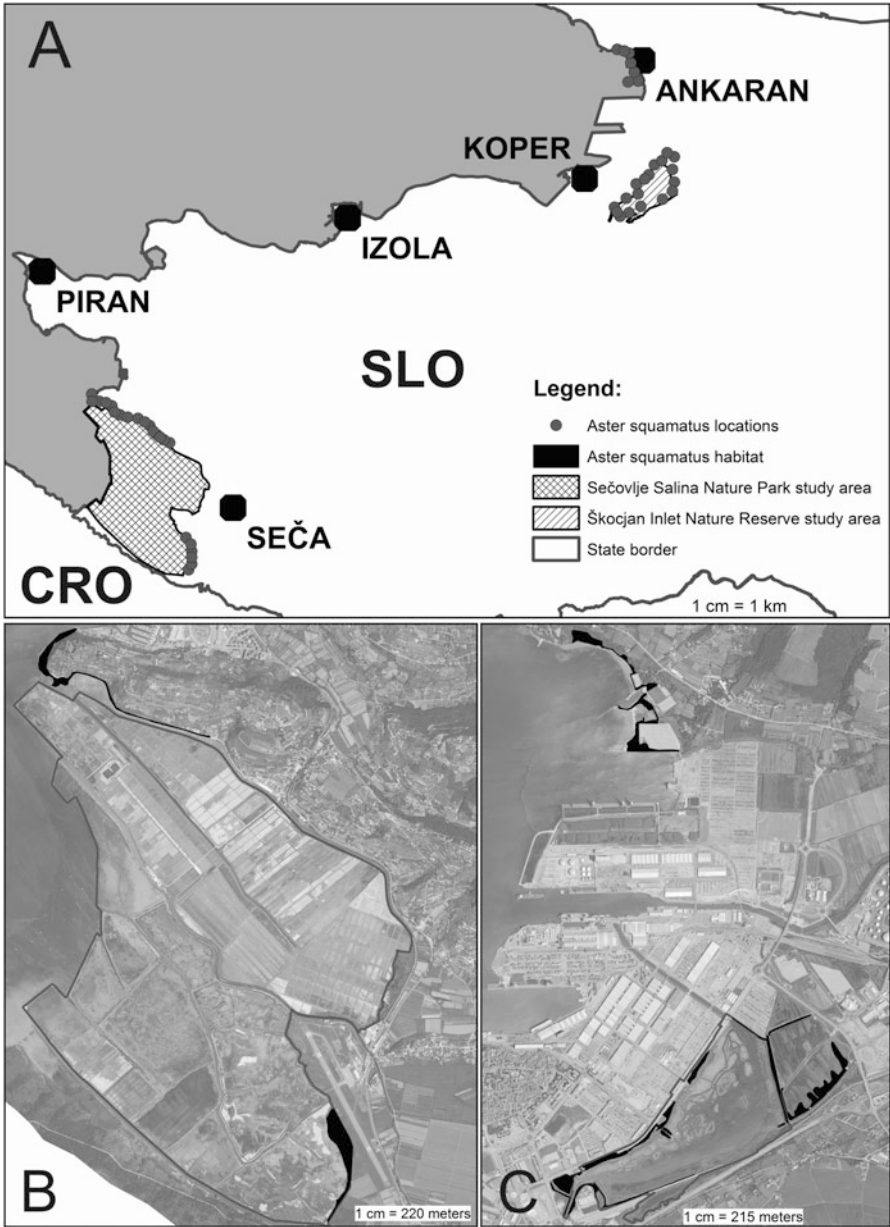 A
ANKARAN
KOPER
IZOLA
PIRAN
SLO
Legend:
Aster squamatus locations
Aster squamatus habitat
Sečovlje Salina Nature Park study area
Škocjan Inlet Nature Reserve study area
State border
SEČA
CRO
1 cm = 1 km
B
1 cm = 220 meters
C
1 cm = 215 meters